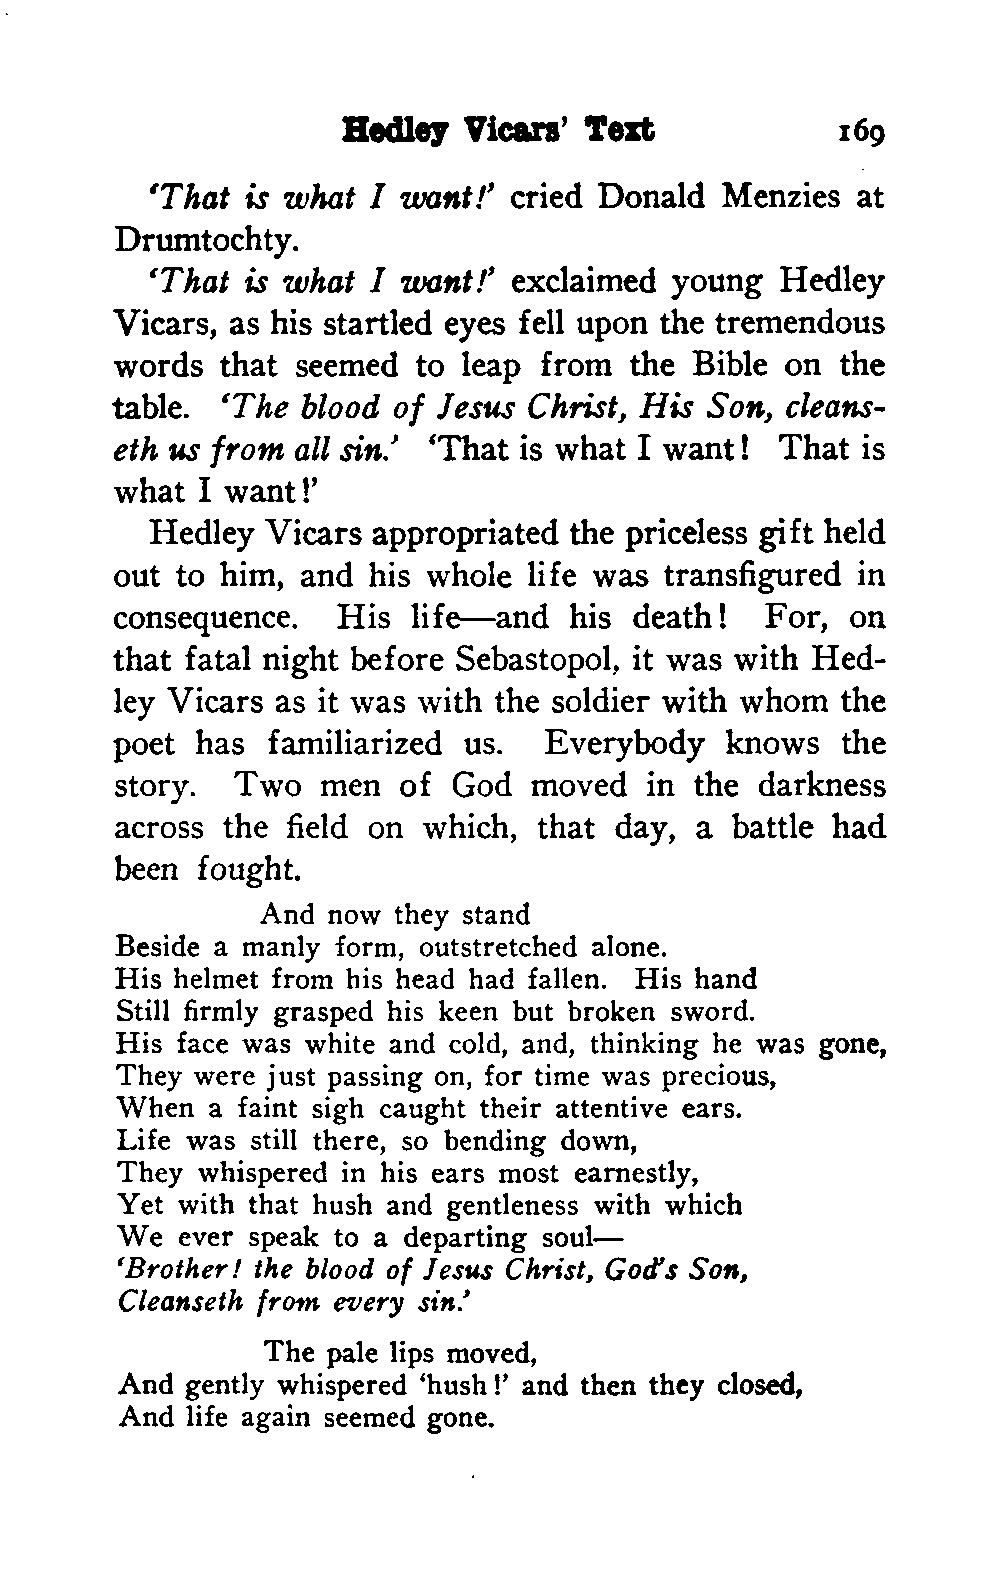 Hedley Vicars' Text 169
'That is what I want!' cried Donald Menzies at
Drumtochty.
'That is what I want!' exclaimed young Hedley
Vicars, as his startled eyes fell upon the tremendous
words that seemed to leap from the Bible on the
table. 'The blood of Jesus Christ, His Son, cleans-
eth us from all sin.' 'That is what I want! That is
what I want!'
Hedley Vicars appropriated the priceless gift held
out to him, and his whole life was transfigured in
consequence. His life—and his death! For, on
that fatal night before Sebastopol, it was with Hed-
ley Vicars as it was with the soldier with whom the
poet has familiarized us. Everybody knows the
story. Two men of God moved in the darkness
across the field on which, that day, a battle had
been fought.
And now they stand
Beside a manly form, outstretched alone.
His helmet from his head had fallen. His hand
Still firmly grasped his keen but broken sword.
His face was white and cold, and, thinking he was gone,
They were just passing on, for time was precious,
When a faint sigh caught their attentive ears.
Life was still there, so bending down,
They whispered in his ears most earnestly,
Yet with that hush and gentleness with which
We ever speak to a departing soul—
'Brother! the blood of Jesus Christ, God's Son,
Cleanseth from every sin.'
The pale lips moved,
And gently whispered 'hush!' and then they closed,
And life again seemed gone.